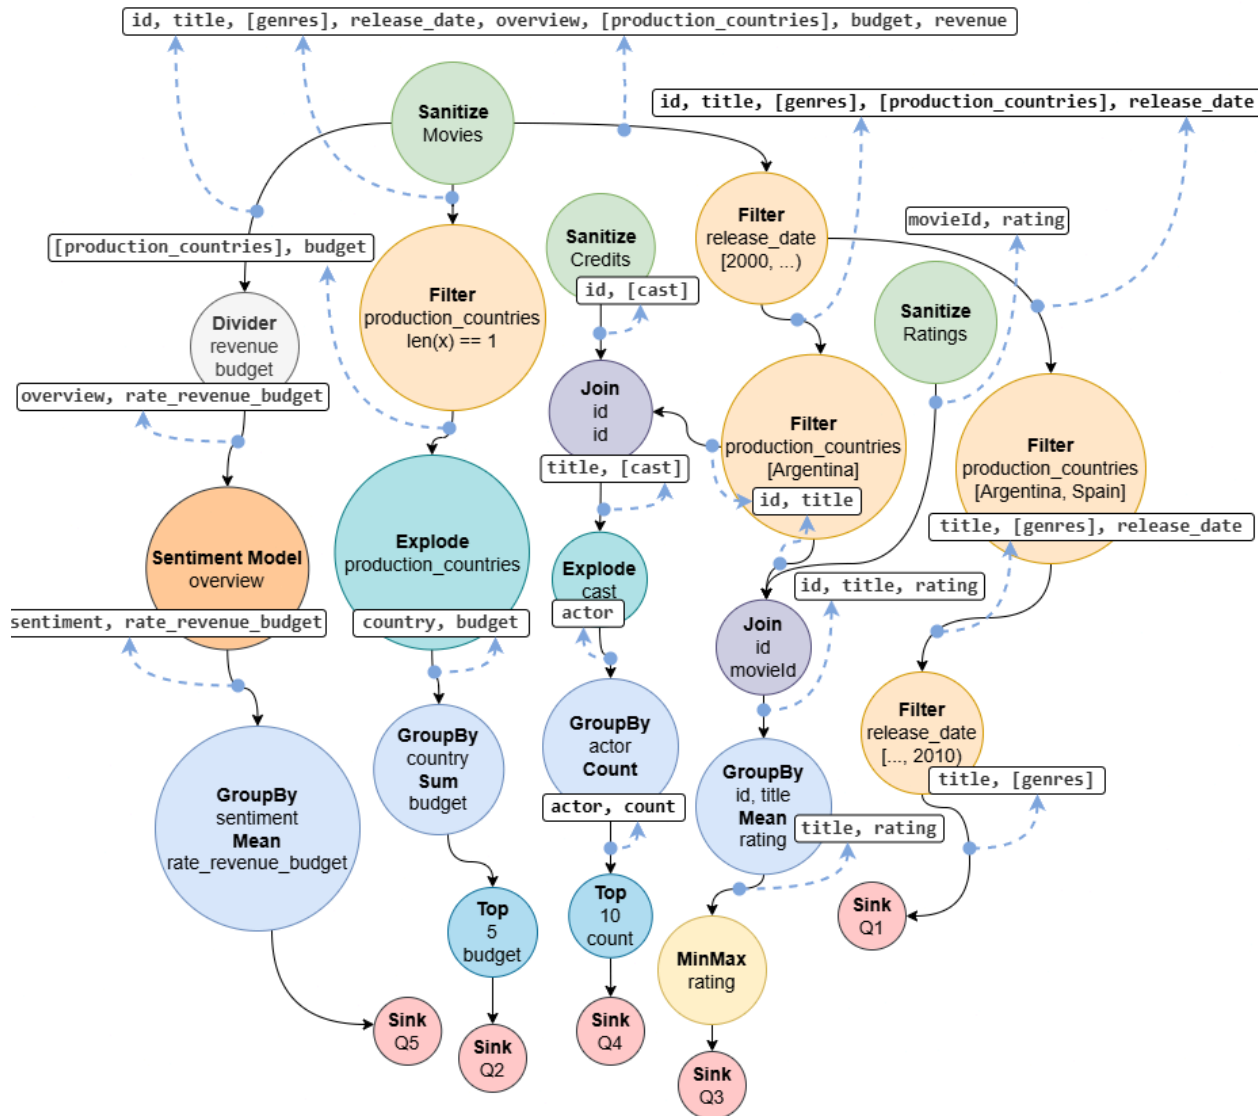 id, title, [genres], release_date, overview, [production_countries], budget, revenue
Sanitize
Movies
id, title, [genres], [production_countries], release_date
Filter
release_date
[2000, ...)
movieId, rating
Sanitize
Credits
id, [cast]
[production_countries], budget
Filter
production_countries
len(x) == 1
Sanitize
Ratings
Divider
revenue
budget
overview, rate_revenue_budget
Join
id
id
title, [cast]
Filter
production_countries
[Argentina]
id, title
Filter
production_countries
[Argentina, Spain]
title, [genres], release_date
Sentiment Model
overview
sentiment, rate_revenue_budget
Explode
production_countries
country, budget
Explode
cast
actor
id, title, rating
Join
id
movieId
Filter
release_date
[..., 2010)
title, [genres]
GroupBy
sentiment
Mean
rate_revenue_budget
GroupBy
country
Sum
budget
GroupBy
actor
Count
actor, count
GroupBy
id, title
Mean
rating
title, rating
Top
5
budget
Top
10
count
Sink
Q1
MinMax
rating
Sink
Q5
Sink
Q2
Sink
Q4
Sink
Q3